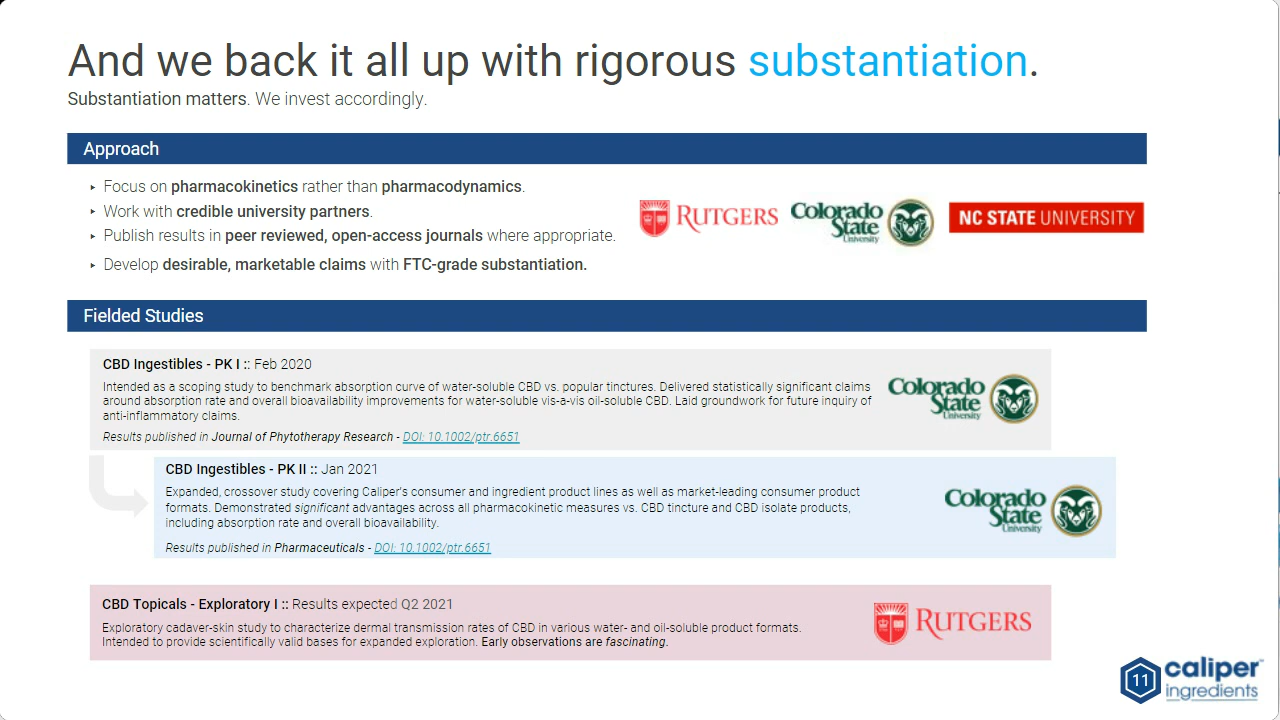 And we back it all up with rigorous substantiation.
Substantiation matters. We invest accordingly.
Approach
‣ Focus on pharmacokinetics rather than pharmacodynamics.
‣ Work with credible university partners.
‣ Publish results in peer reviewed, open-access journals where appropriate.
‣ Develop desirable, marketable claims with FTC-grade substantiation.
RUTGERS
Colorado State University
NC STATE UNIVERSITY
Fielded Studies
CBD Ingestibles - PK I :: Feb 2020
Intended as a scoping study to benchmark absorption curve of water-soluble CBD vs. popular tinctures. Delivered statistically significant claims
around absorption rate and overall bioavailability improvements for water-soluble vis-a-vis oil-soluble CBD. Laid groundwork for future inquiry of
anti-inflammatory claims.
Results published in Journal of Phytotherapy Research - DOI: 10.1002/ptr.6651
Colorado State University
CBD Ingestibles - PK II :: Jan 2021
Expanded, crossover study covering Caliper's consumer and ingredient product lines as well as market-leading consumer product
formats. Demonstrated SIG advantages across all pharmacokinetic measures vs. CBD tincture and CBD isolate products,
including absorption rate and overall bioavailability.
Results published in Pharmaceuticals - DOI: 10.1002/ptr.6651
Colorado State University
CBD Topicals - Exploratory I :: Results expected Q2 2021
Exploratory one-per-skin study to characterize dermal transmission rates of CBD in various water- and oil-soluble product formats.
Intended to provide scientifically valid bases for expanded exploration. Early observations are fascinating.
RUTGERS
11
caliper™
ingredients